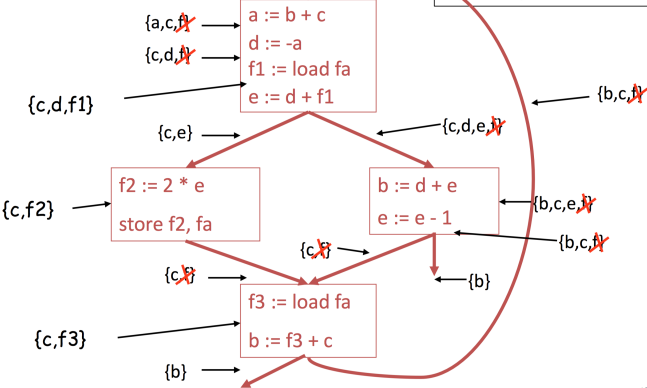 {a,c,f}
a := b + c
{c,d,f}
d := -a
f1 := load fa
e := d + f1
{c,d,f1}
{b,c,f}
{c,e}
{c,d,e,f}
f2 := 2 * e
store f2, fa
{c,f2}
b := d + e
e := e - 1
{b,c,e,f}
{b,c,f}
{c,f}
{c,f}
{b}
f3 := load fa
b := f3 + c
{c,f3}
{b}